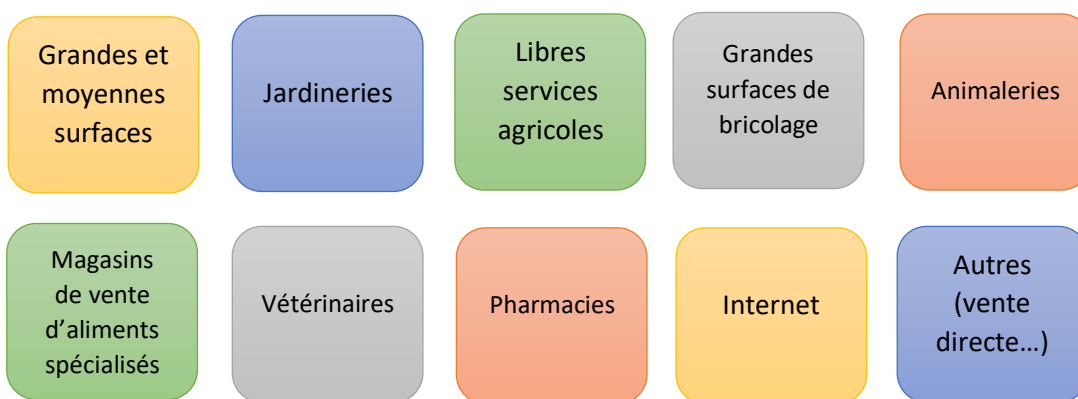 Grandes et
moyennes
surfaces
Jardineries
Libres
services
agricoles
Grandes
surfaces de
bricolage
Animaleries
Magasins
de vente
d’aliments
spécialisés
Vétérinaires
Pharmacies
Internet
Autres
(vente
directe…)